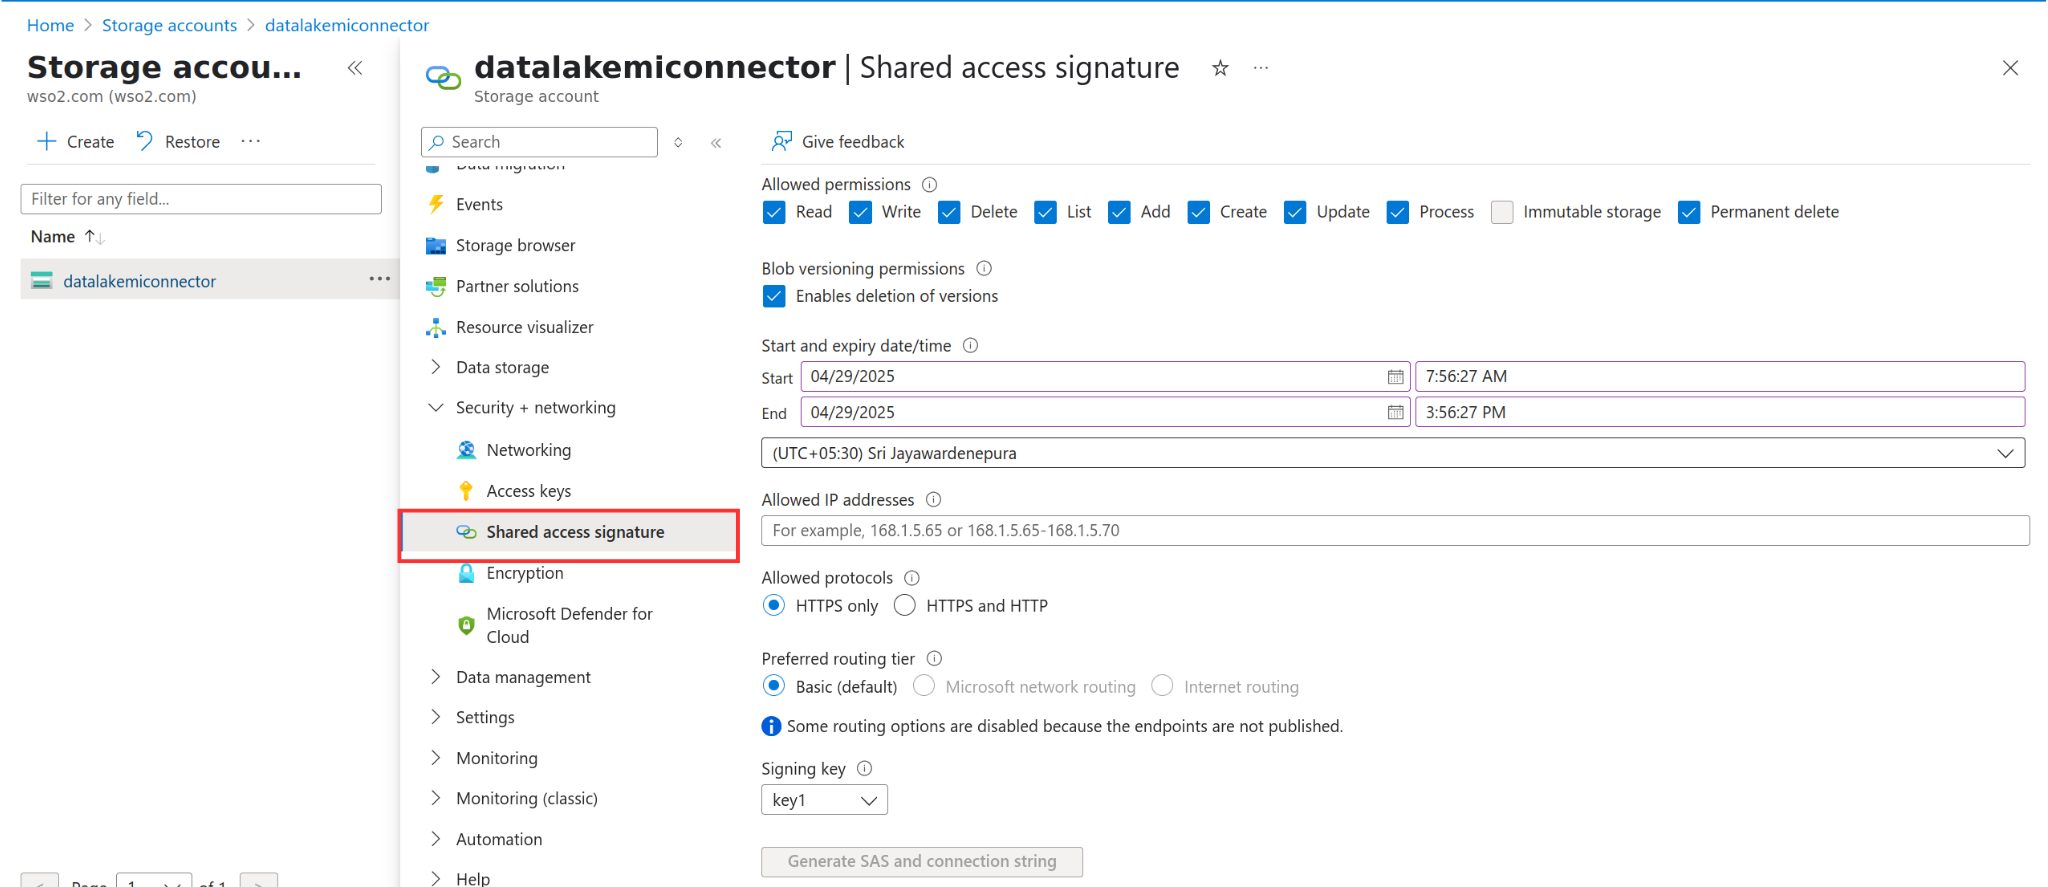 Home > Storage accounts > datalakemiconnector
Storage accou...
wso2.com (wso2.com)
Create Restore ...
Filter for any field...
Name
datalakemiconnector ...
Page 1 of 1
datalakemiconnector | Shared access signature ...
Storage account
Search
Data migration
Events
Storage browser
Partner solutions
Resource visualizer
Data storage
Security + networking
Networking
Access keys
Shared access signature
Encryption
Microsoft Defender for
Cloud
Data management
Settings
Monitoring
Monitoring (classic)
Automation
Help
Give feedback
Allowed permissions
Read Write Delete List Add Create Update Process Immutable storage Permanent delete
Blob versioning permissions
Enables deletion of versions
Start and expiry date/time
Start 04/29/2025 7:56:27 AM
End 04/29/2025 3:56:27 PM
(UTC+05:30) Sri Jayawardenepura
Allowed IP addresses
For example, 168.1.5.65 or 168.1.5.65-168.1.5.70
Allowed protocols
HTTPS only HTTPS and HTTP
Preferred routing tier
Basic (default) Microsoft network routing Internet routing
Some routing options are disabled because the endpoints are not published.
Signing key
key1
Generate SAS and connection string